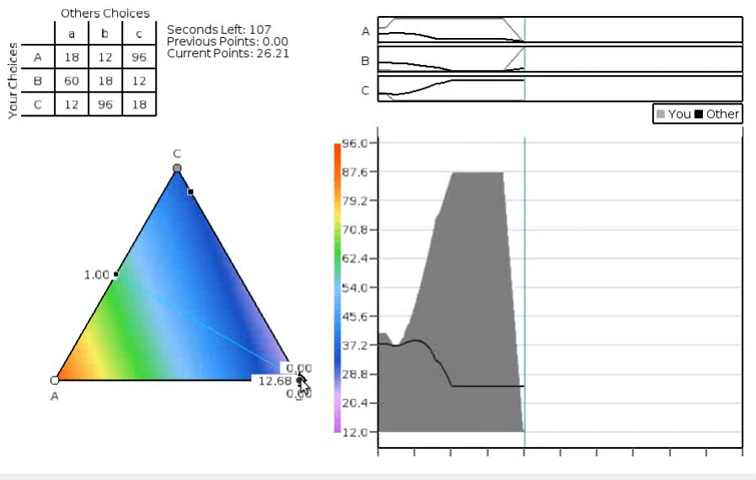 Others Choices
Your Choices
a b c
A 18 12 96
B 60 18 12
C 12 96 18
Seconds Left: 107
Previous Points: 0.00
Current Points: 26.21
A
B
C
You Other
C
1.00
0.00
12.68
0.00
A
96.0
87.6
79.2
70.8
62.4
54.0
45.6
37.2
28.8
20.4
12.0